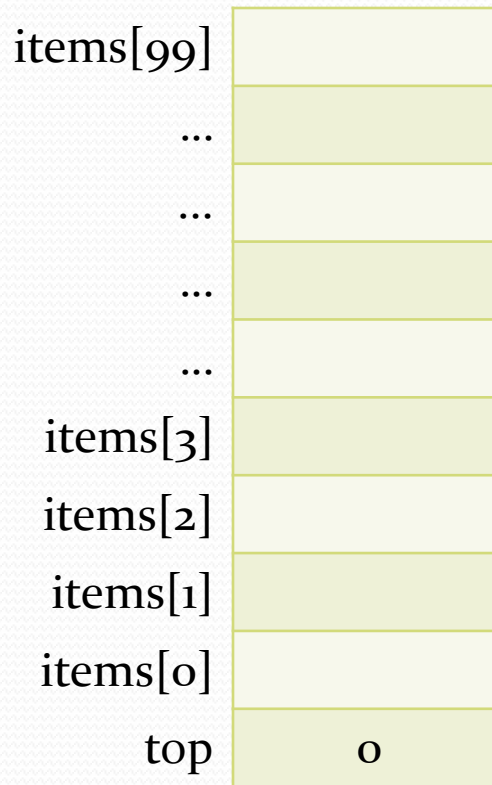 items[99]
...
...
...
...
items[3]
items[2]
items[1]
items[0]
top 0